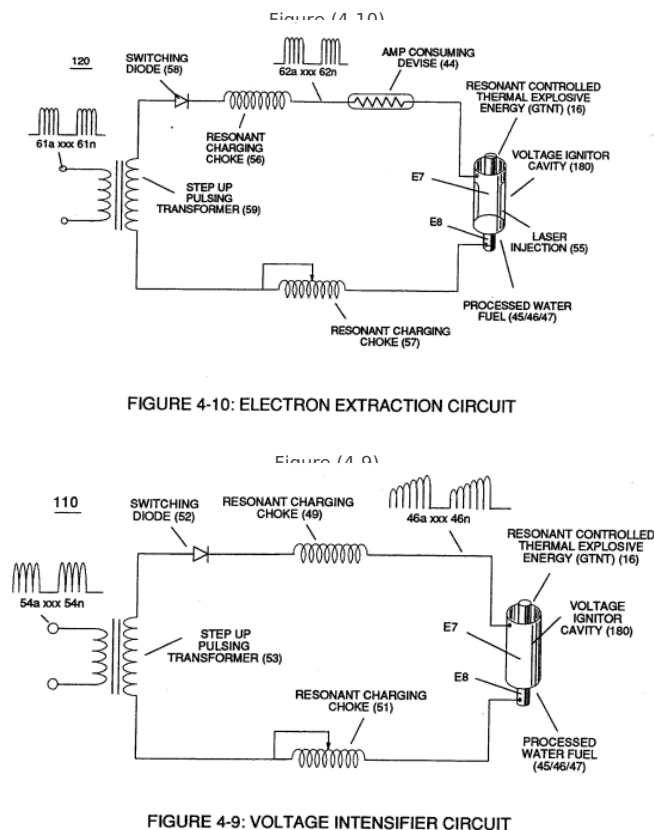 Figure (4-10)
120
SWITCHING
DIODE (58)
62a xxx 62n
AMP CONSUMING
DEVISE (44)
RESONANT CONTROLLED
THERMAL EXPLOSIVE
ENERGY (GTNT) (16)
61a xxx 61n
RESONANT
CHARGING
CHOKE (56)
VOLTAGE IGNITOR
CAVITY (180)
E7
STEP UP
PULSING
TRANSFORMER (59)
E8
LASER
INJECTION (55)
PROCESSED WATER
FUEL (45/46/47)
RESONANT CHARGING
CHOKE (57)
FIGURE 4-10: ELECTRON EXTRACTION CIRCUIT
Figure (4-9)
110
SWITCHING
DIODE (52)
RESONANT CHARGING
CHOKE (49)
46a xxx 46n
RESONANT CONTROLLED
THERMAL EXPLOSIVE
ENERGY (GTNT) (16)
54a xxx 54n
VOLTAGE
IGNITOR
CAVITY (180)
E7
STEP UP
PULSING
TRANSFORMER (53)
E8
RESONANT CHARGING
CHOKE (51)
PROCESSED
WATER FUEL
(45/46/47)
FIGURE 4-9: VOLTAGE INTENSIFIER CIRCUIT